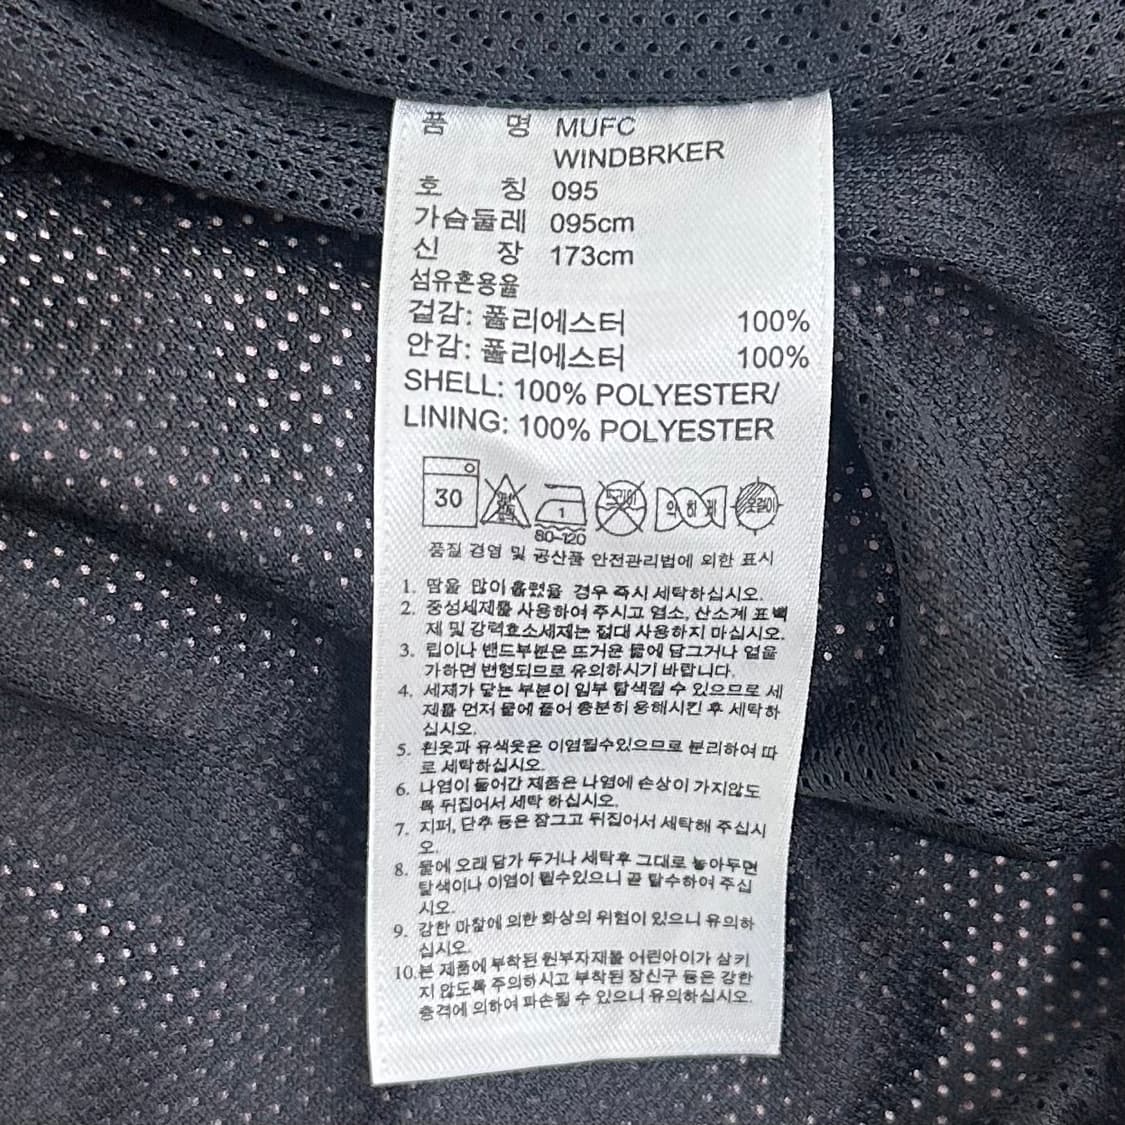 품 명 MUFC
WINDBRKER
호 칭 095
가슴둘레 095cm
신 장 173cm
섬유혼용율
겉감: 폴리에스터 100%
안감: 폴리에스터 100%
SHELL: 100% POLYESTER/
LINING: 100% POLYESTER
30 1 약 하 게 옷걸이
80~120
품질 경영 및 공산품 안전관리법에 의한 표시
1. 땀을 많이 흘렸을 경우 즉시 세탁하십시오.
2. 중성세제를 사용하여 주시고 염소, 산소계 표백
제 및 강력효소세제는 절대 사용하지 마십시오.
3. 립이나 밴드부분은 뜨거운 물에 담그거나 열을
가하면 변형되므로 유의하시기 바랍니다.
4. 세제가 닿는 부분이 일부 탈색될 수 있으므로 세
제를 먼저 물에 풀어 충분히 용해시킨 후 세탁하
십시오.
5. 흰옷과 유색옷은 이염될수있으므로 분리하여 따
로 세탁하십시오.
6. 나염이 들어간 제품은 나염에 손상이 가지않도
록 뒤집어서 세탁 하십시오.
7. 지퍼, 단추 등은 잠그고 뒤집어서 세탁해 주십시
오.
8. 물에 오래 담가 두거나 세탁후 그대로 놓아두면
탈색이나 이염이 될수있으니 곧 탈수하여 주십
시오.
9. 강한 마찰에 의한 화상의 위험이 있으니 유의하
십시오.
10.본 제품에 부착된 원부자재를 어린아이가 삼키
지 않도록 주의하시고 부착된 장신구 등은 강한
충격에 의하여 파손될 수 있으니 유의하십시오.